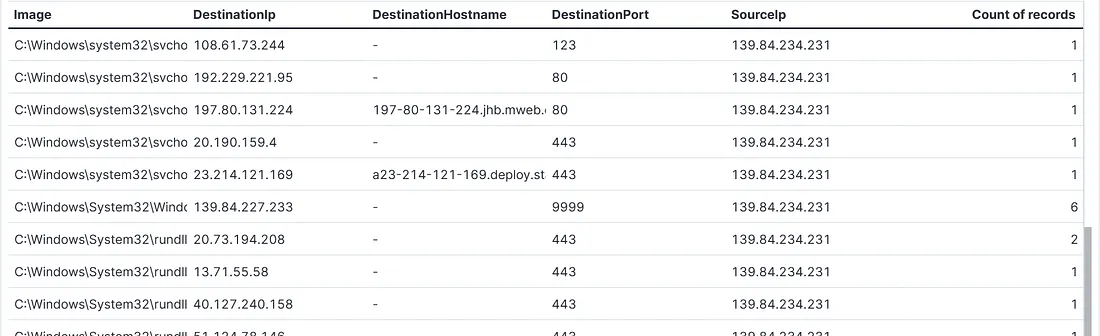 Image DestinationIp DestinationHostname DestinationPort SourceIp Count of records
C:\Windows\system32\svcho 108.61.73.244 - 123 139.84.234.231 1
C:\Windows\system32\svcho 192.229.221.95 - 80 139.84.234.231 1
C:\Windows\system32\svcho 197.80.131.224 197-80-131-224.jhb.mweb. 80 139.84.234.231 1
C:\Windows\system32\svcho 20.190.159.4 - 443 139.84.234.231 1
C:\Windows\system32\svcho 23.214.121.169 a23-214-121-169.deploy.st 443 139.84.234.231 1
C:\Windows\System32\Windo 139.84.227.233 - 9999 139.84.234.231 6
C:\Windows\System32\rundll 20.73.194.208 - 443 139.84.234.231 2
C:\Windows\System32\rundll 13.71.55.58 - 443 139.84.234.231 1
C:\Windows\System32\rundll 40.127.240.158 - 443 139.84.234.231 1
C:\Windows\System32\rundll 51.124.78.146 - 443 139.84.234.231 1